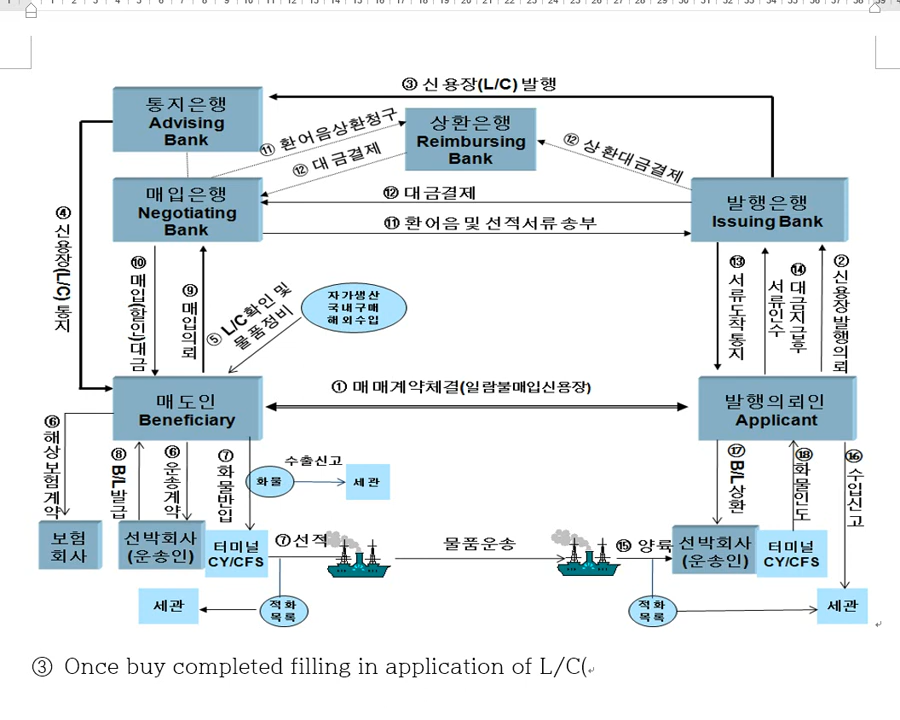 ③ 신용장(L/C) 발행
통지은행
Advising
Bank
⑪ 환어음상환청구
상환은행
Reimbursing
Bank
⑫ 대금결제
⑫ 상환대금결제
매입은행
Negotiating
Bank
⑫ 대금결제
⑪ 환어음 및 선적서류 송부
발행은행
Issuing Bank
④ 신용장(L/C) 통지
⑩ 매입(할인)대금
⑨ 매입의뢰
⑤ L/C확인 및
물품정비
자가생산
국내구매
해외수입
⑬ 서류도착통지
⑭ 대금지급후
서류인수
② 신용장발행의뢰
매도인
Beneficiary
① 매매계약체결(일람불매입신용장)
발행의뢰인
Applicant
⑥ 해상보험계약
⑧ B/L발급
⑥ 운송계약
⑦ 화물반입
화물
수출신고
세관
⑰ B/L상환
⑱ 화물인도
⑯ 수입신고
보험
회사
선박회사
(운송인)
터미널
CY/CFS
⑦선적
물품운송
⑮ 양륙
선박회사
(운송인)
터미널
CY/CFS
세관
적화
목록
적화
목록
세관
③ Once buy completed filling in application of L/C(